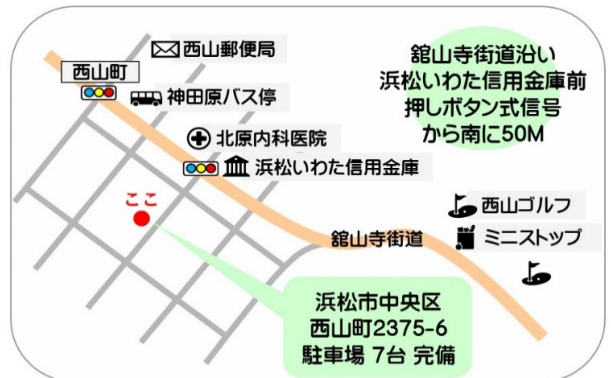 西山郵便局
西山町
神田原バス停
北原内科医院
浜松いわた信用金庫
ここ
舘山寺街道沿い
浜松いわた信用金庫前
押しボタン式信号
から南に50M
西山ゴルフ
ミニストップ
舘山寺街道
浜松市中央区
西山町2375-6
駐車場 7台 完備